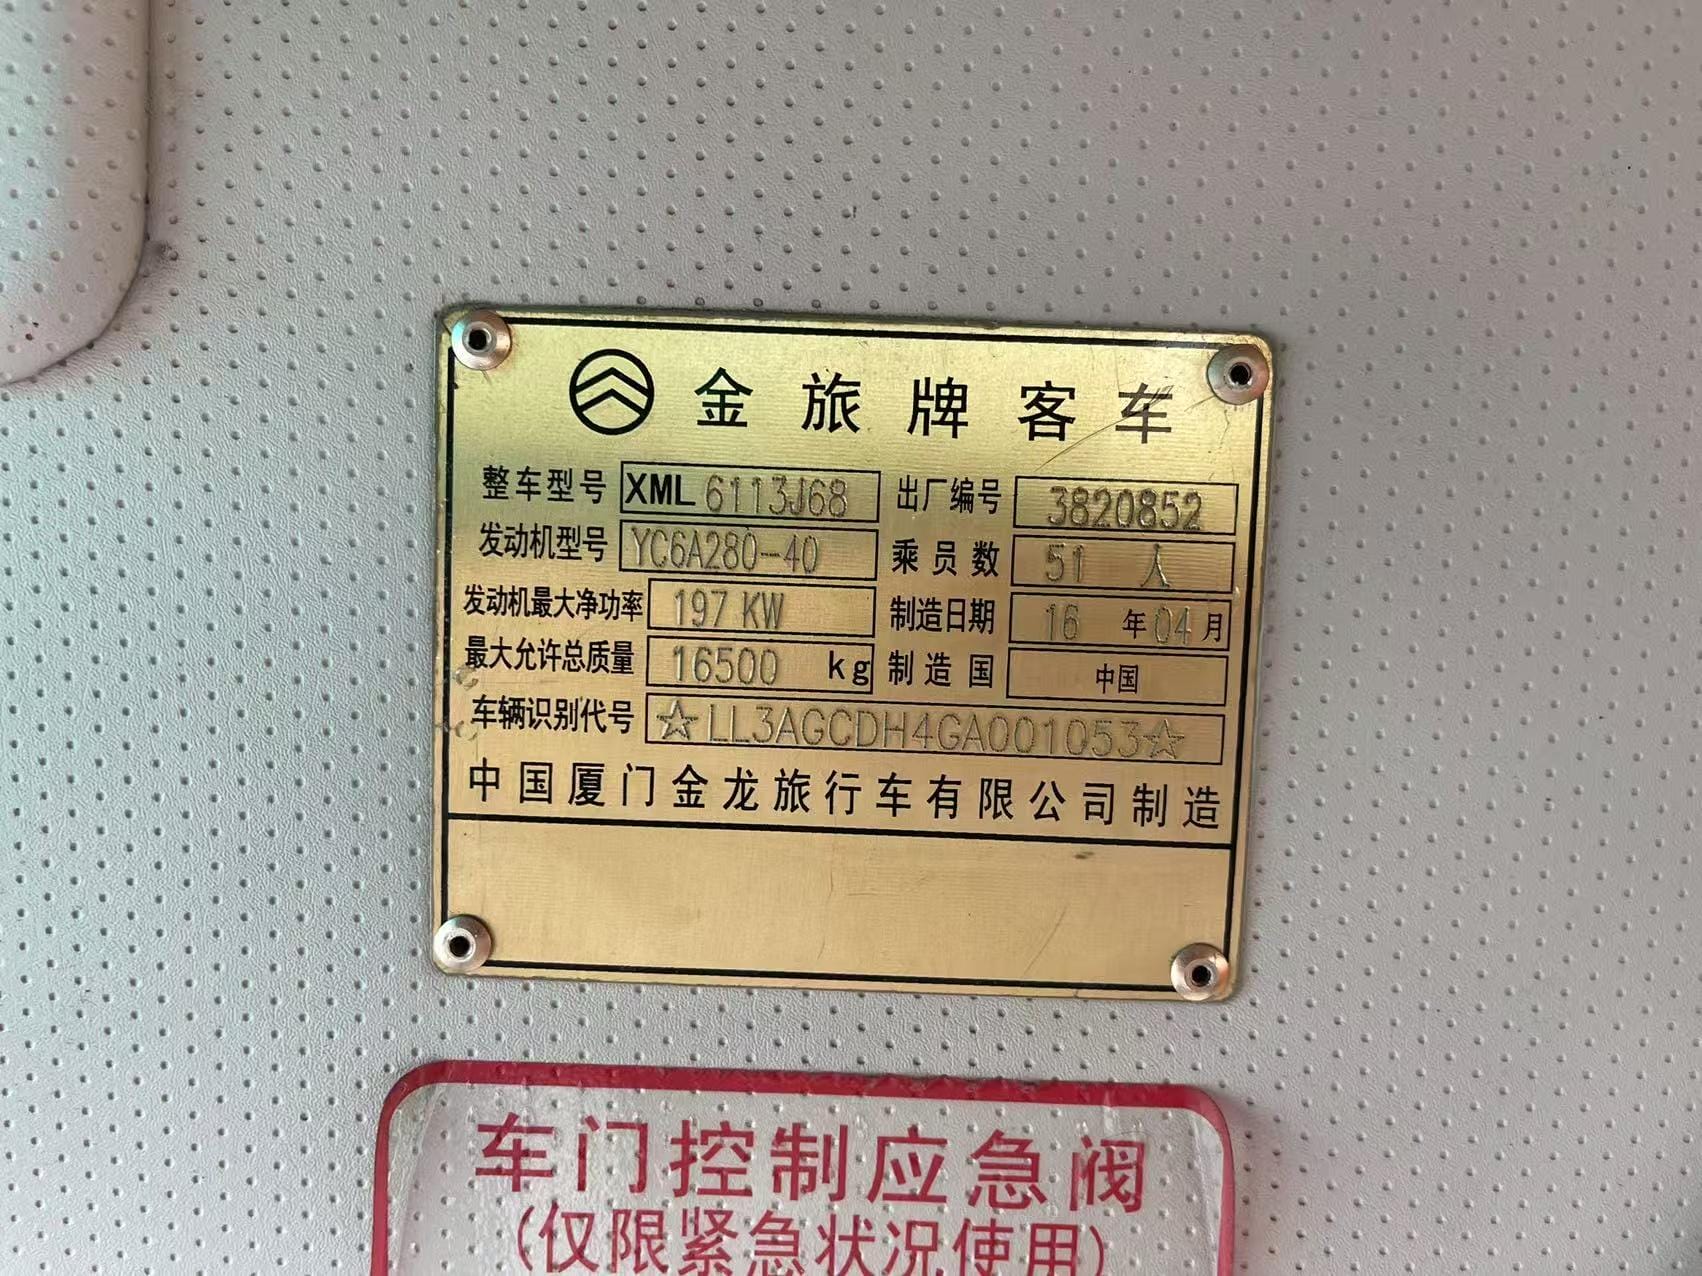 金旅牌客车
整车型号 XML 6113J68 出厂编号 3820852
发动机型号 YC6A280-40 乘员数 51 人
发动机最大净功率 197 KW 制造日期 16 年 04 月
最大允许总质量 16500 kg 制造国 中国
车辆识别代号 ☆LL3AGCDH4GA001053☆
中国厦门金龙旅行车有限公司制造
车门控制应急阀
(仅限紧急状况使用)